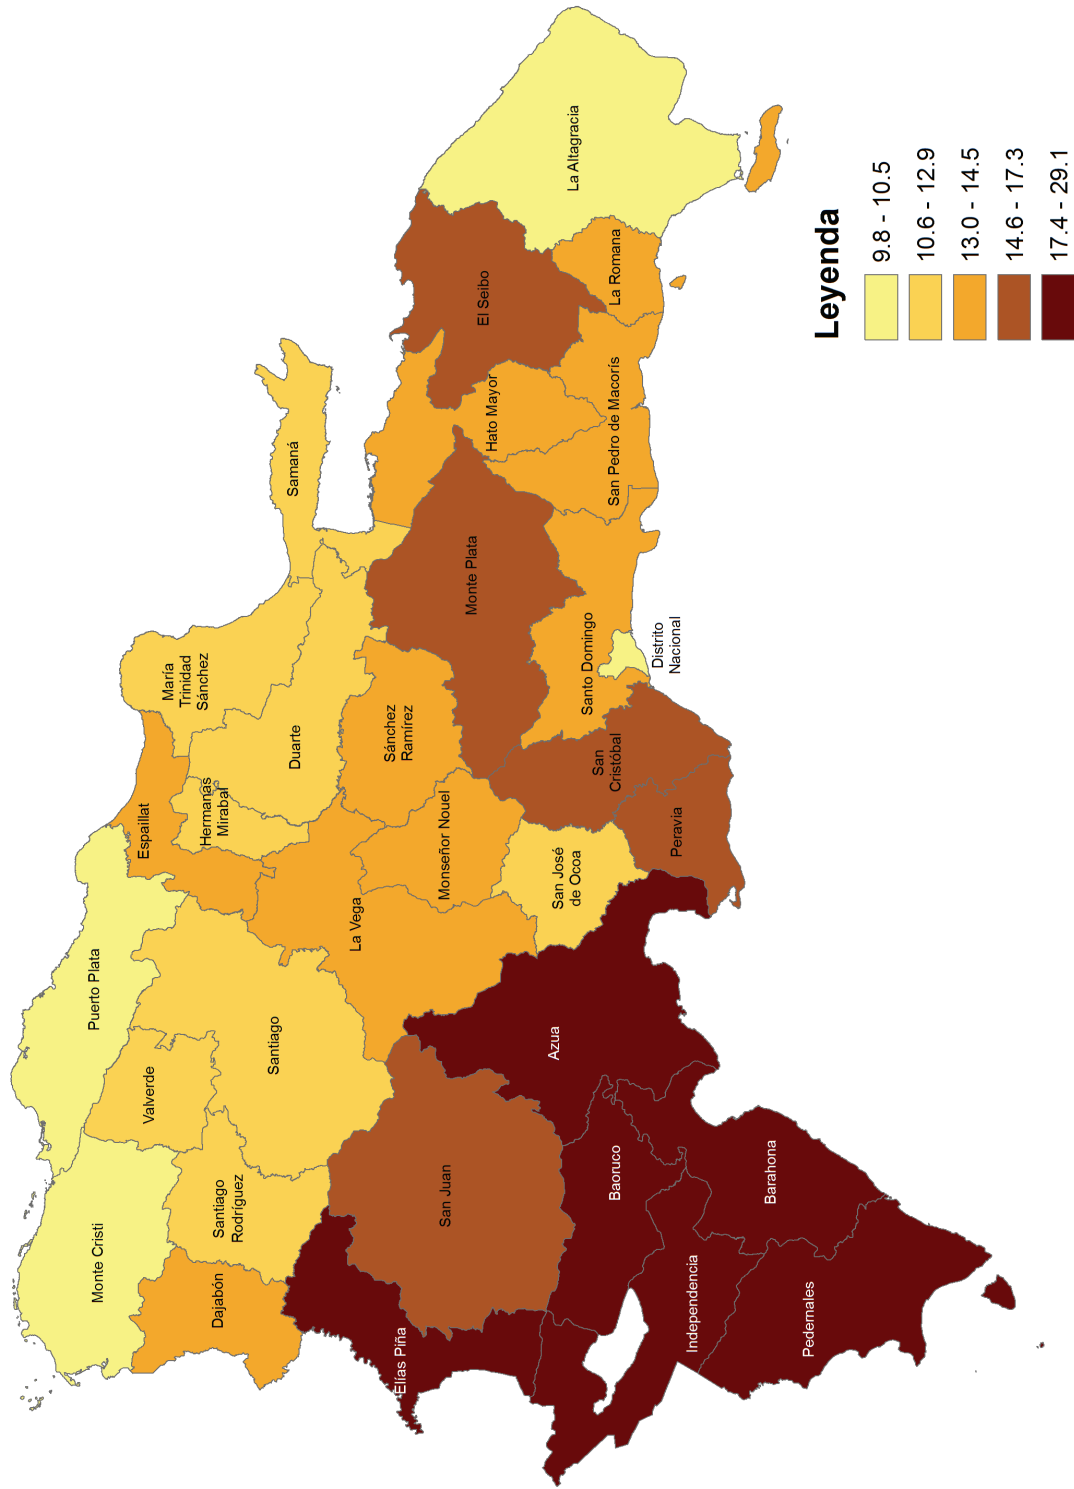 Monte Cristi
Puerto Plata
Espaillat
María
Trinidad
Sánchez
Valverde
Dajabón
Santiago
Rodríguez
Santiago
Hermanas
Mirabal
Duarte
Samaná
La Vega
Sánchez
Ramírez
Monseñor Nouel
Elías Piña
San Juan
Monte Plata
Hato Mayor
El Seibo
La Altagracia
Azua
San José
de Ocoa
San
Cristóbal
Santo Domingo
San Pedro de Macorís
La Romana
Baoruco
Peravia
Distrito
Nacional
Independencia
Barahona
Pedernales
Leyenda
9.8 - 10.5
10.6 - 12.9
13.0 - 14.5
14.6 - 17.3
17.4 - 29.1